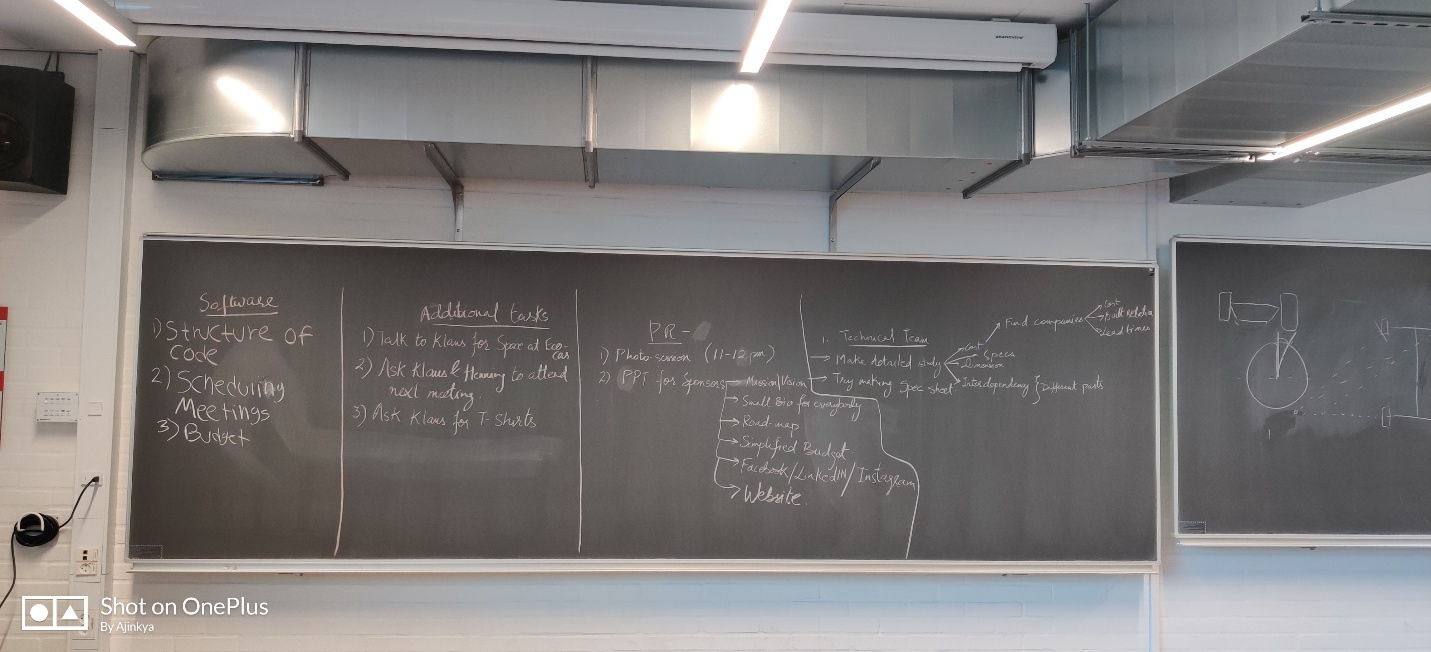 Software
1) Structure of
code
2) Scheduling
Meetings
3) Budget
Additional tasks
1) Talk to Klaus for Space at Eco-
car
2) Ask Klaus & Henning to attend
next meeting.
3) Ask Klaus for T-Shirts
PR -
1) Photo-session (11-12 pm)
2) PPT for Sponsors → Mission/Vision
→ Small Bio for everybody
→ Road-map
→ Simplified Budget
→ Facebook/LinkedIN/Instagram
→ Website.
1. Technical Team
→ Make detailed study
→ Cost
→ Specs
→ Dimension
→ Interdependency } Different parts
→ Find companies
→ Cost
→ Built
→ Lead times
→ Try making Spec sheet
grandview
Shot on OnePlus
By Ajinkya